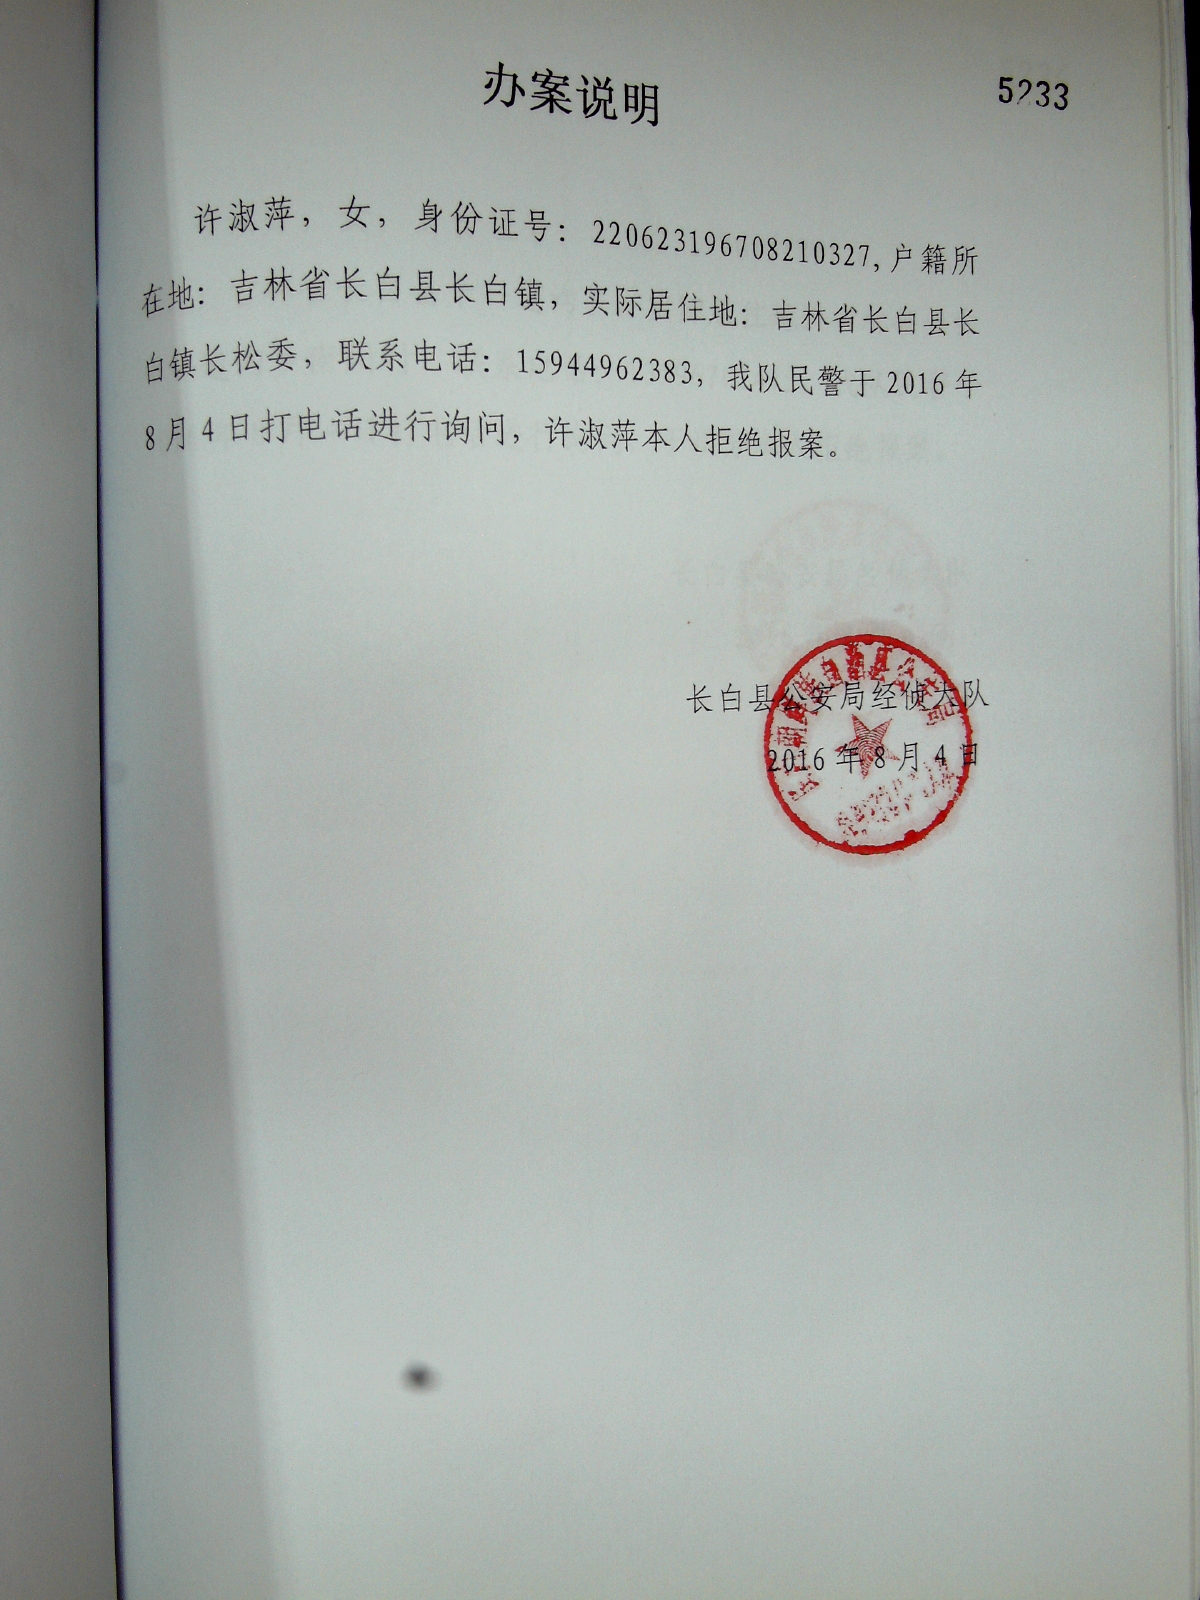 办案说明
5233
许淑萍，女，身份证号：220623196708210327,户籍所
在地：吉林省长白县长白镇，实际居住地：吉林省长白县长
白镇长松委，联系电话：15944962383，我队民警于 2016 年
8 月 4 日打电话进行询问，许淑萍本人拒绝报案。
长白县公安局经侦大队
2016 年 8 月 4 日